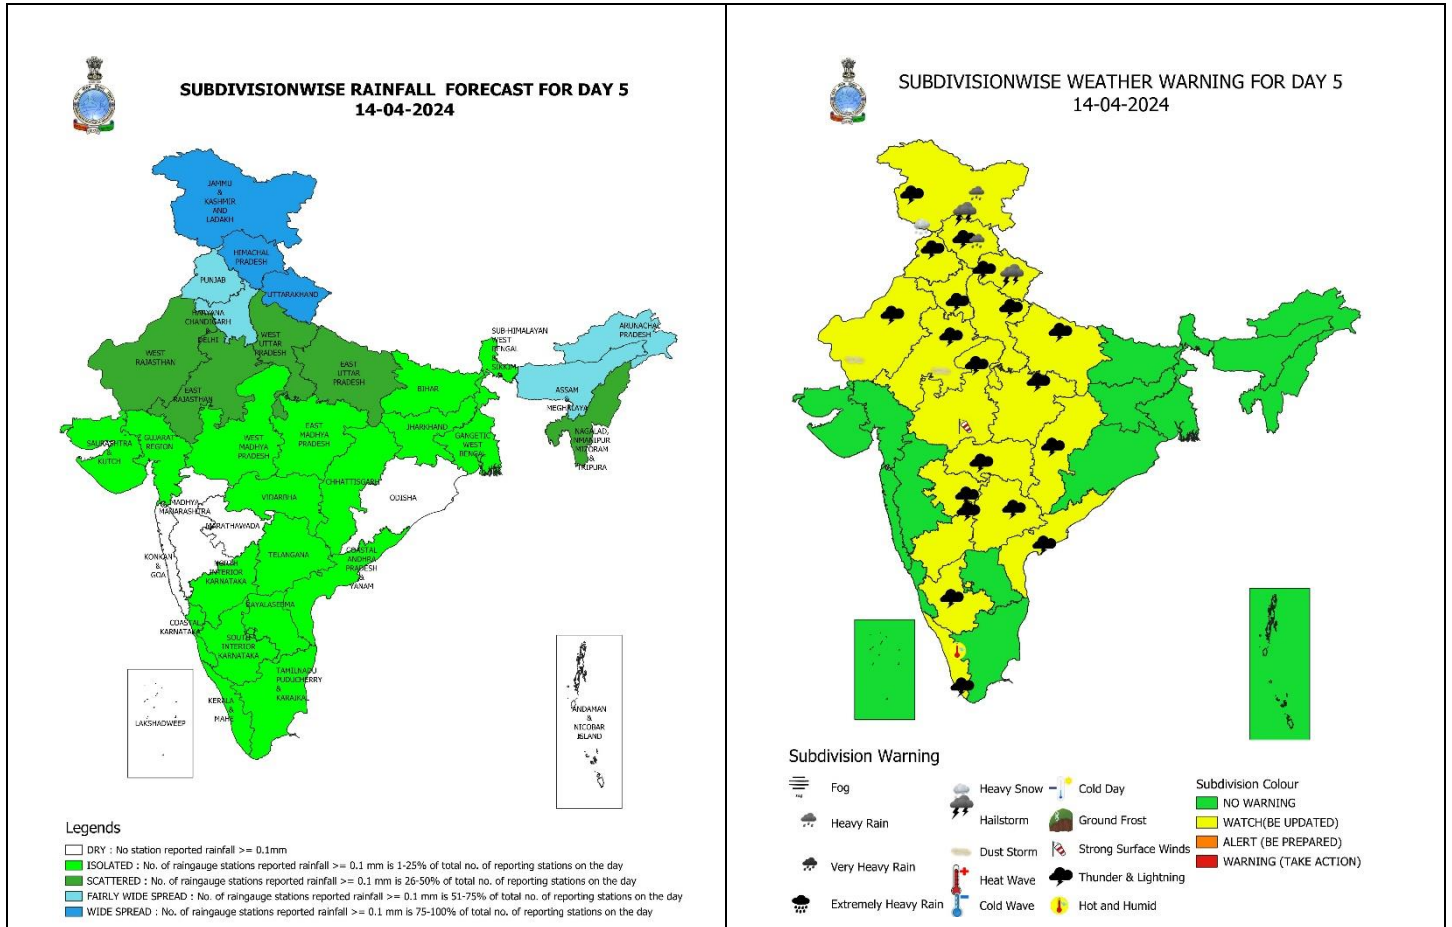 SUBDIVISIONWISE RAINFALL FORECAST FOR DAY 5
14-04-2024
JAMMU
&
KASHMIR
AND
LADAKH
HIMACHAL
PRADESH
PUNJAB
UTTARAKHAND
HARYANA
CHANDIGARH
&
DELHI
WEST
UTTAR
PRADESH
WEST
RAJASTHAN
EAST
RAJASTHAN
EAST
UTTAR
PRADESH
SUB-HIMALAYAN
WEST
BENGAL
&
SIKKIM
ARUNACHAL
PRADESH
ASSAM
&
MEGHALAYA
NAGALAD,
NMANIPUR
MIZORAM
&
TRIPURA
BIHAR
JHARKHAND
GANGETIC
WEST
BENGAL
SAURASHTRA
&
KUTCH
GUJARAT
REGION
WEST
MADHYA
PRADESH
EAST
MADHYA
PRADESH
CHHATTISGARH
ODISHA
VIDARBHA
MADHYA
MAHARASHTRA
MARATHAWADA
KONKAN
&
GOA
TELANGANA
COASTAL
ANDHRA
PRADESH
&
YANAM
NORTH
INTERIOR
KARNATAKA
RAYALASEEMA
COASTAL
KARNATAKA
SOUTH
INTERIOR
KARNATAKA
TAMILNADU
PUDUCHERRY
&
KARAIKAL
KERALA
&
MAHE
LAKSHADWEEP
ANDAMAN
&
NICOBAR
ISLAND
Legends
DRY : No station reported rainfall >= 0.1mm
ISOLATED : No. of raingauge stations reported rainfall >= 0.1 mm is 1-25% of total no. of reporting stations on the day
SCATTERED : No. of raingauge stations reported rainfall >= 0.1 mm is 26-50% of total no. of reporting stations on the day
FAIRLY WIDE SPREAD : No. of raingauge stations reported rainfall >= 0.1 mm is 51-75% of total no. of reporting stations on the day
WIDE SPREAD : No. of raingauge stations reported rainfall >= 0.1 mm is 75-100% of total no. of reporting stations on the day
SUBDIVISIONWISE WEATHER WARNING FOR DAY 5
14-04-2024
Subdivision Warning
Fog
Heavy Rain
Very Heavy Rain
Extremely Heavy Rain
Heavy Snow
Hailstorm
Dust Storm
Heat Wave
Cold Wave
Cold Day
Ground Frost
Strong Surface Winds
Thunder & Lightning
Hot and Humid
Subdivision Colour
NO WARNING
WATCH(BE UPDATED)
ALERT (BE PREPARED)
WARNING (TAKE ACTION)